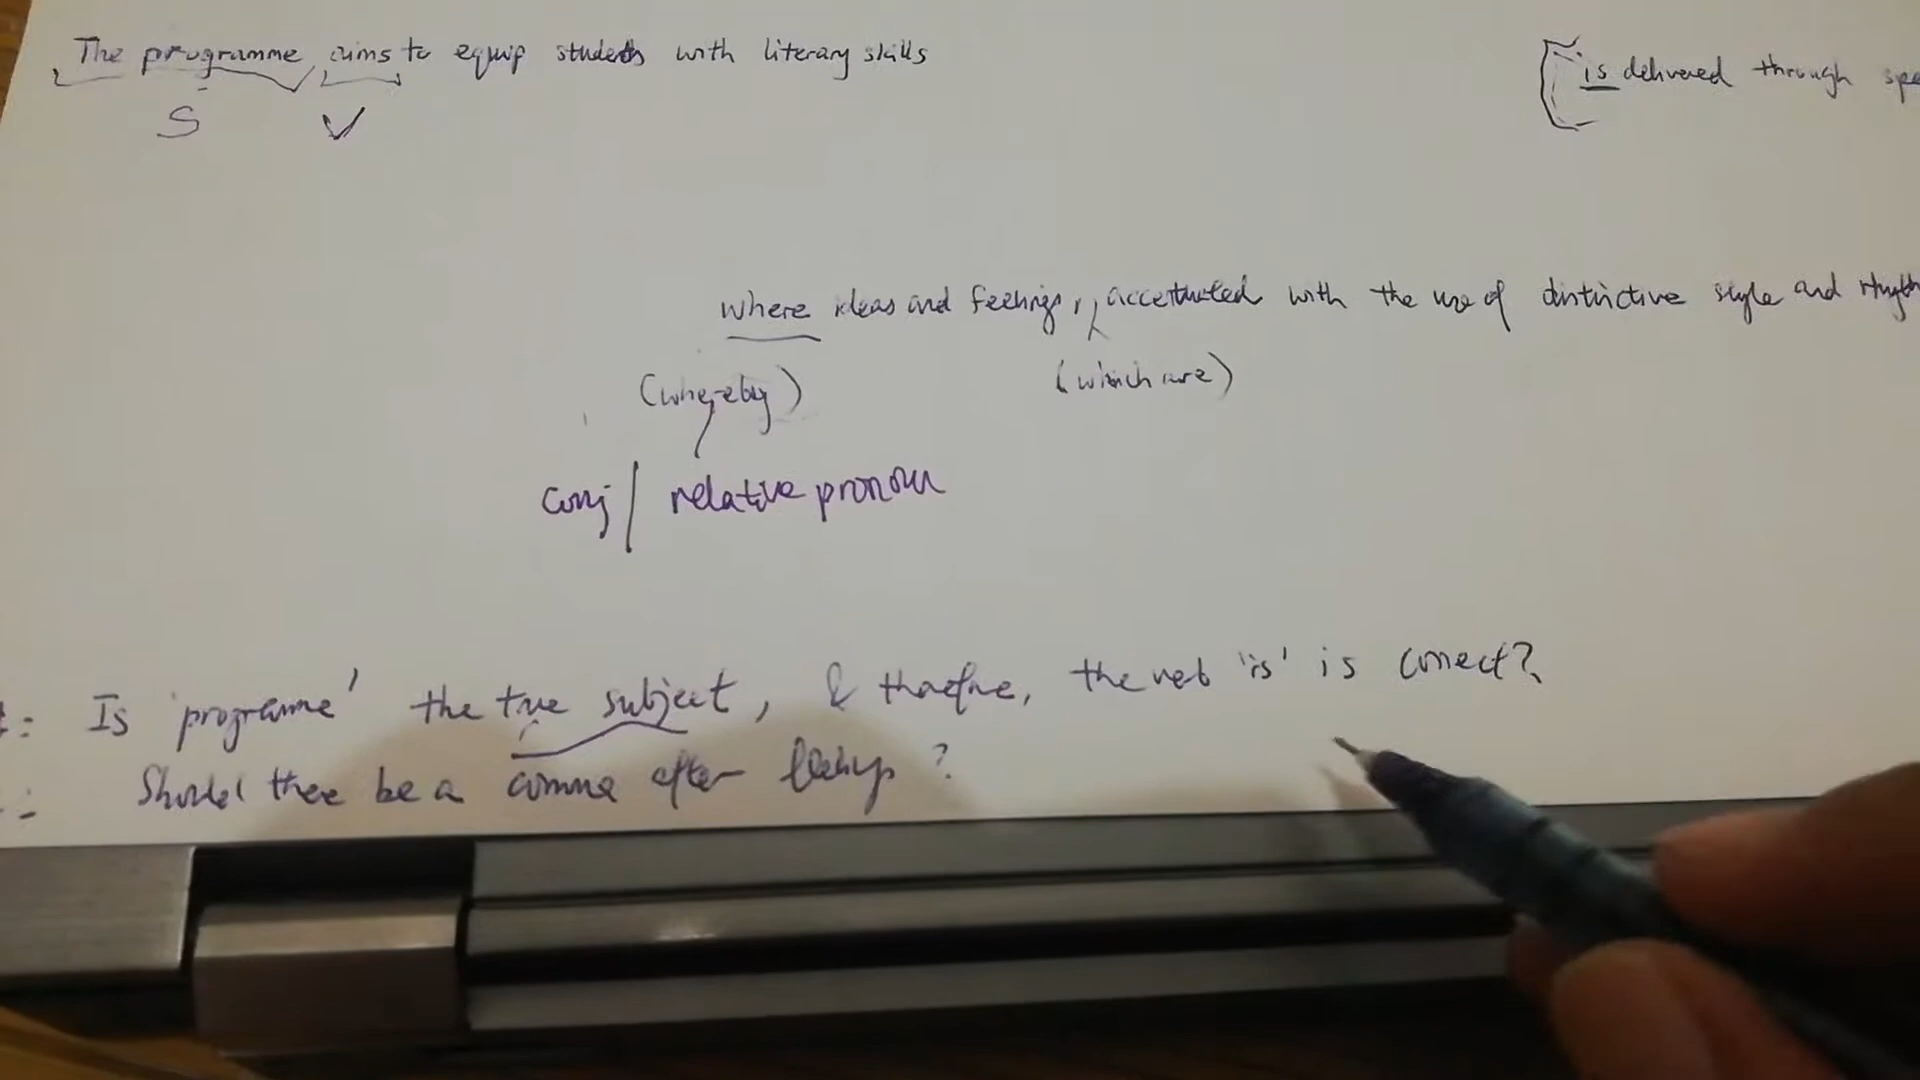 The programme aims to equip students with literary skills
is delivered through
S V
where ideas and feelings, accentuated with the use of distinctive style and
(whereby) (which are)
conj / relative pronoun
Is 'programme' the true subject, & therefore, the verb 'is' is correct?
Should there be a comma after feelings?